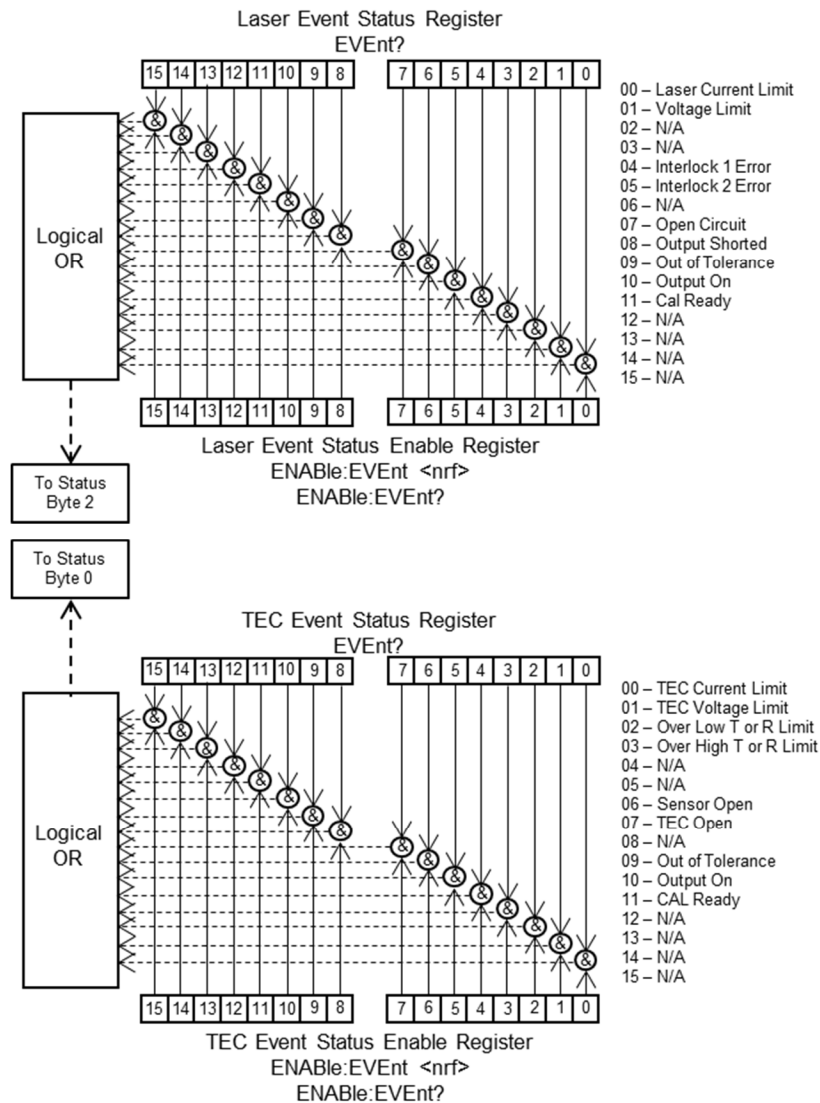 Laser Event Status Register
EVEnt?
15 14 13 12 11 10 9 8 7 6 5 4 3 2 1 0
00 – Laser Current Limit
01 – Voltage Limit
02 – N/A
03 – N/A
04 – Interlock 1 Error
05 – Interlock 2 Error
06 – N/A
07 – Open Circuit
08 – Output Shorted
09 – Out of Tolerance
10 – Output On
11 – Cal Ready
12 – N/A
13 – N/A
14 – N/A
15 – N/A
Logical
OR
& & & & & & & & & & & & & & & &
15 14 13 12 11 10 9 8 7 6 5 4 3 2 1 0
Laser Event Status Enable Register
ENABle:EVEnt <nrf>
ENABle:EVEnt?
To Status
Byte 2
To Status
Byte 0
TEC Event Status Register
EVEnt?
15 14 13 12 11 10 9 8 7 6 5 4 3 2 1 0
00 – TEC Current Limit
01 – TEC Voltage Limit
02 – Over Low T or R Limit
03 – Over High T or R Limit
04 – N/A
05 – N/A
06 – Sensor Open
07 – TEC Open
08 – N/A
09 – Out of Tolerance
10 – Output On
11 – CAL Ready
12 – N/A
13 – N/A
14 – N/A
15 – N/A
Logical
OR
& & & & & & & & & & & & & & & &
15 14 13 12 11 10 9 8 7 6 5 4 3 2 1 0
TEC Event Status Enable Register
ENABle:EVEnt <nrf>
ENABle:EVEnt?